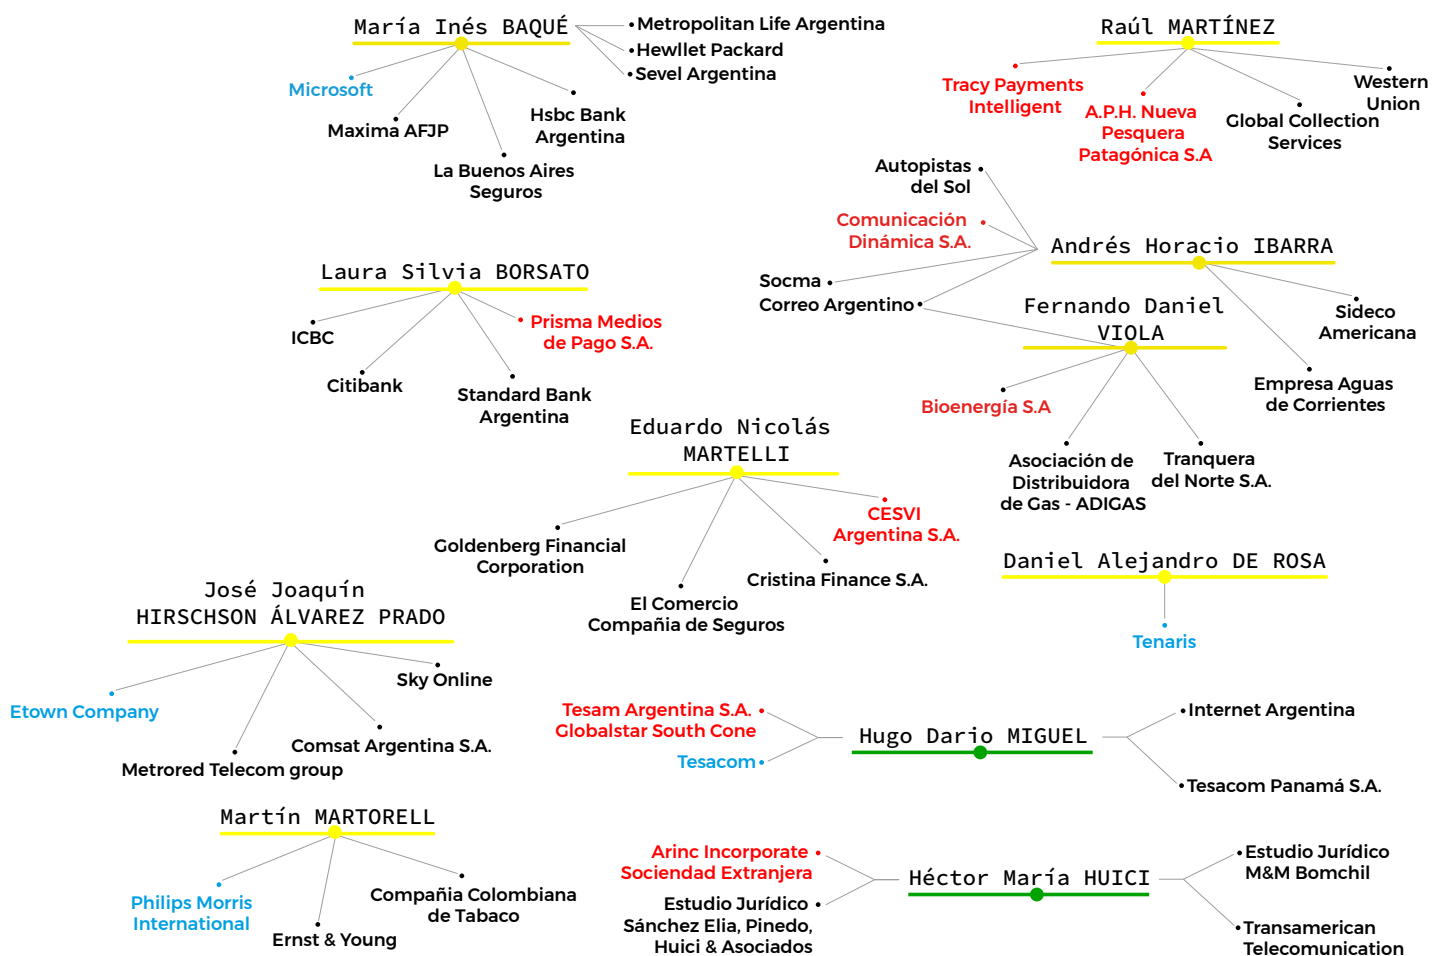 María Inés BAQUÉ
Metropolitan Life Argentina
Hewllet Packard
Sevel Argentina
Microsoft
Maxima AFJP
Hsbc Bank
Argentina
La Buenos Aires
Seguros
Raúl MARTÍNEZ
Tracy Payments
Intelligent
A.P.H. Nueva
Pesquera
Patagónica S.A
Global Collection
Services
Western
Union
Autopistas
del Sol
Comunicación
Dinámica S.A.
Socma
Correo Argentino
Andrés Horacio IBARRA
Sideco
Americana
Empresa Aguas
de Corrientes
Laura Silvia BORSATO
ICBC
Citibank
Standard Bank
Argentina
Prisma Medios
de Pago S.A.
Fernando Daniel
VIOLA
Bioenergía S.A
Asociación de
Distribuidora
de Gas - ADIGAS
Tranquera
del Norte S.A.
Eduardo Nicolás
MARTELLI
Goldenberg Financial
Corporation
El Comercio
Compañia de Seguros
Cristina Finance S.A.
CESVI
Argentina S.A.
Daniel Alejandro DE ROSA
Tenaris
José Joaquín
HIRSCHSON ÁLVAREZ PRADO
Etown Company
Metrored Telecom group
Comsat Argentina S.A.
Sky Online
Tesam Argentina S.A.
Globalstar South Cone
Tesacom
Hugo Dario MIGUEL
Internet Argentina
Tesacom Panamá S.A.
Martín MARTORELL
Philips Morris
International
Ernst & Young
Compañia Colombiana
de Tabaco
Arinc Incorporate
Sociendad Extranjera
Estudio Jurídico
Sánchez Elia, Pinedo,
Huici & Asociados
Héctor María HUICI
Estudio Jurídico
M&M Bomchil
Transamerican
Telecomunication